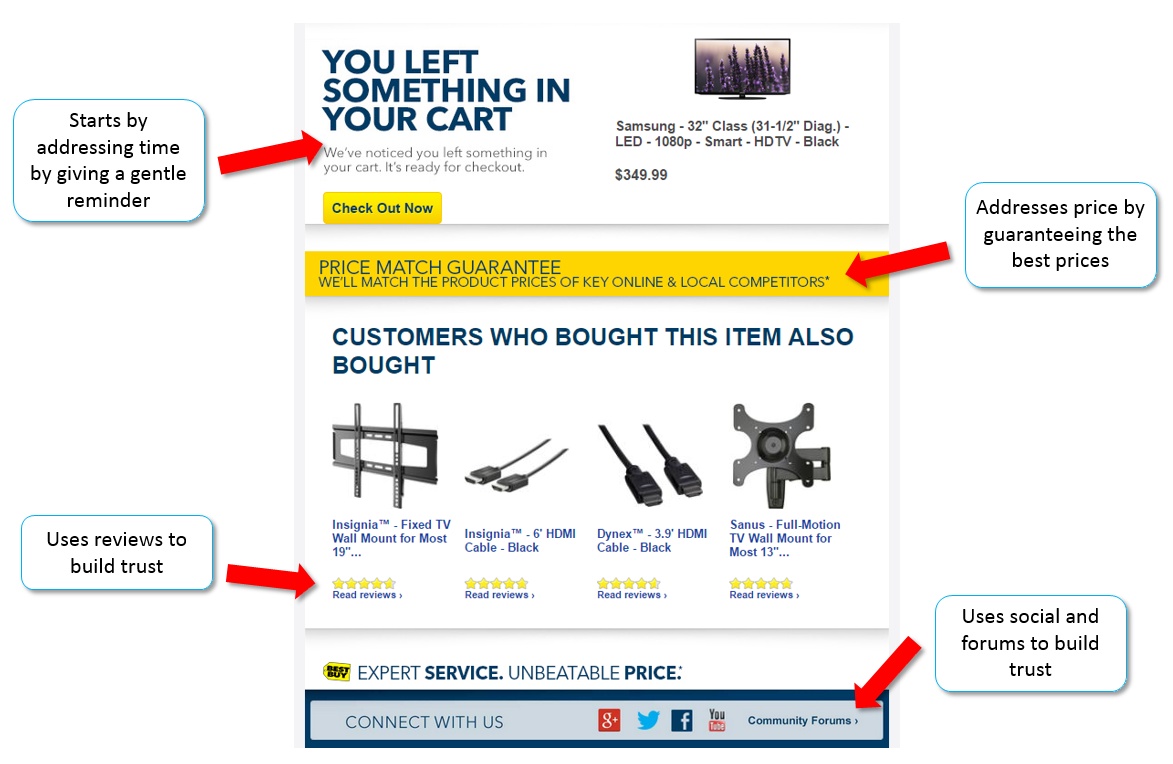 YOU LEFT
SOMETHING IN
YOUR CART
We've noticed you left something in
your cart. It's ready for checkout.
Check Out Now
Samsung - 32" Class (31-1/2" Diag.) -
LED - 1080p - Smart - HDTV - Black
$349.99
Starts by
addressing time
by giving a gentle
reminder
Addresses price by
guaranteeing the
best prices
PRICE MATCH GUARANTEE
WE'LL MATCH THE PRODUCT PRICES OF KEY ONLINE & LOCAL COMPETITORS*
CUSTOMERS WHO BOUGHT THIS ITEM ALSO
BOUGHT
Insignia™ - Fixed TV
Wall Mount for Most
19"...
Read reviews ›
Insignia™ - 6' HDMI
Cable - Black
Read reviews ›
Dynex™ - 3.9' HDMI
Cable - Black
Read reviews ›
Sanus - Full-Motion
TV Wall Mount for
Most 13"...
Read reviews ›
Uses reviews to
build trust
Uses social and
forums to build
trust
BEST
BUY
EXPERT SERVICE. UNBEATABLE PRICE.*
CONNECT WITH US
g+
f
You
Tube
Community Forums ›